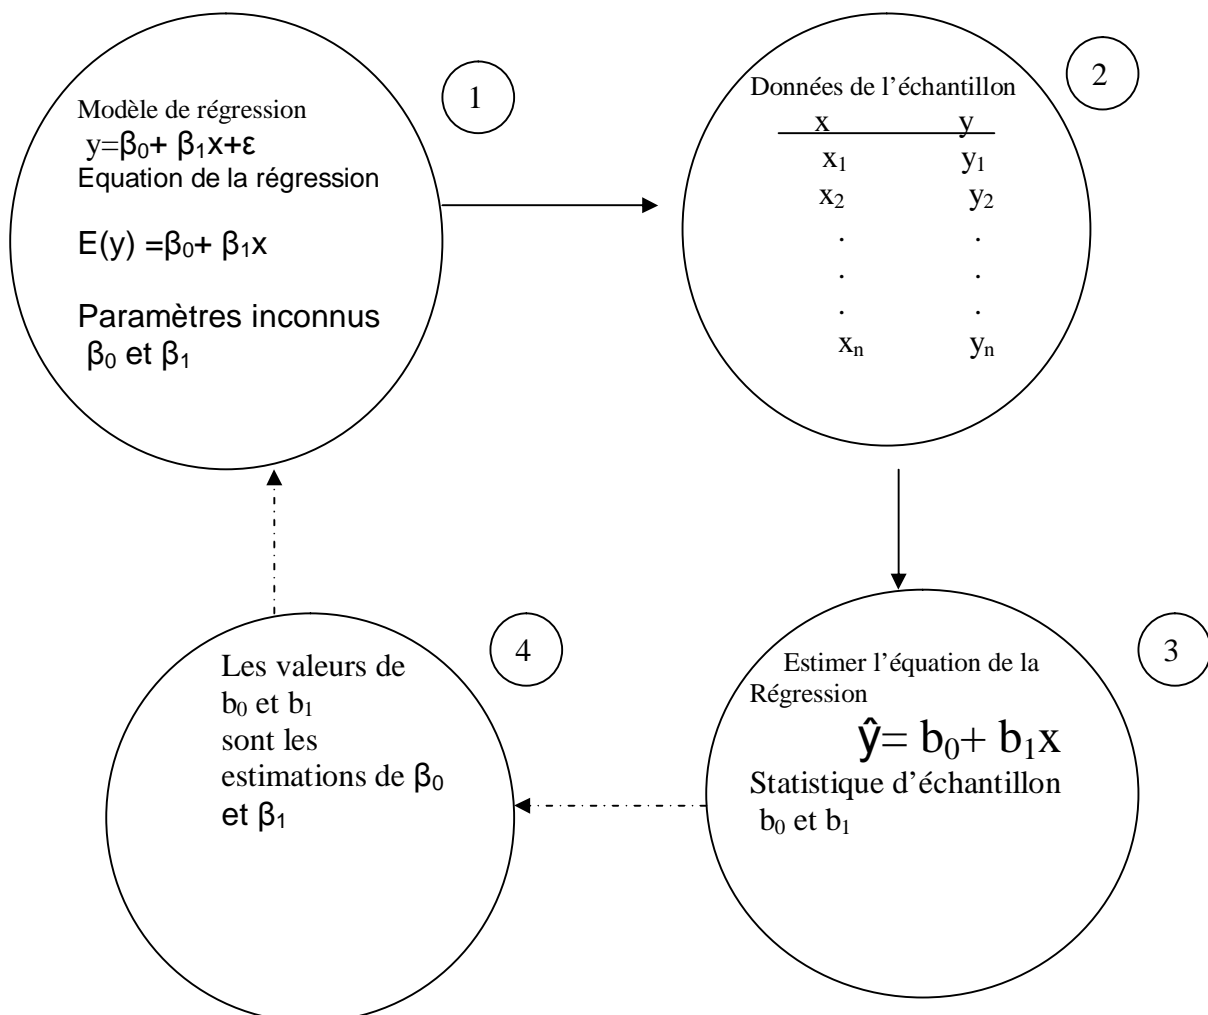 1
Modèle de régression
y=β₀+ β₁x+ε
Equation de la régression
E(y) =β₀+ β₁x
Paramètres inconnus
β₀ et β₁
2
Données de l’échantillon
x y
x₁ y₁
x₂ y₂
. .
. .
. .
xₙ yₙ
3
Estimer l’équation de la
Régression
ŷ= b₀+ b₁x
Statistique d’échantillon
b₀ et b₁
4
Les valeurs de
b₀ et b₁
sont les
estimations de β₀
et β₁